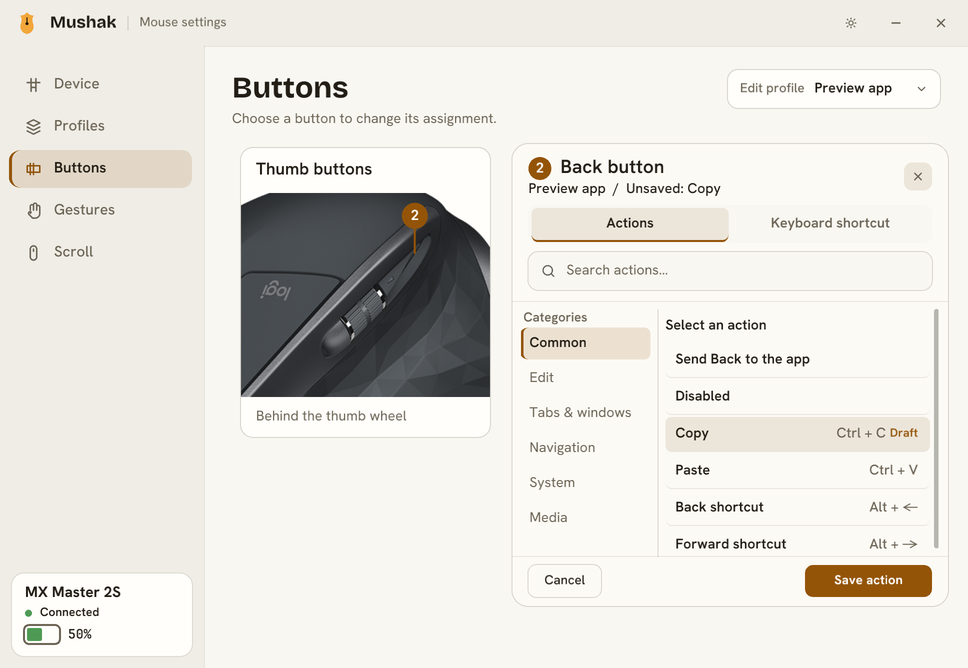 Mushak | Mouse settings
Device
Profiles
Buttons
Gestures
Scroll
MX Master 2S
Connected
50%
Buttons
Choose a button to change its assignment.
Edit profile Preview app
Thumb buttons
2
logi
Behind the thumb wheel
2 Back button
Preview app / Unsaved: Copy
Actions Keyboard shortcut
Search actions...
Categories
Common
Edit
Tabs & windows
Navigation
System
Media
Select an action
Send Back to the app
Disabled
Copy Ctrl + C Draft
Paste Ctrl + V
Back shortcut Alt + ←
Forward shortcut Alt + →
Cancel Save action